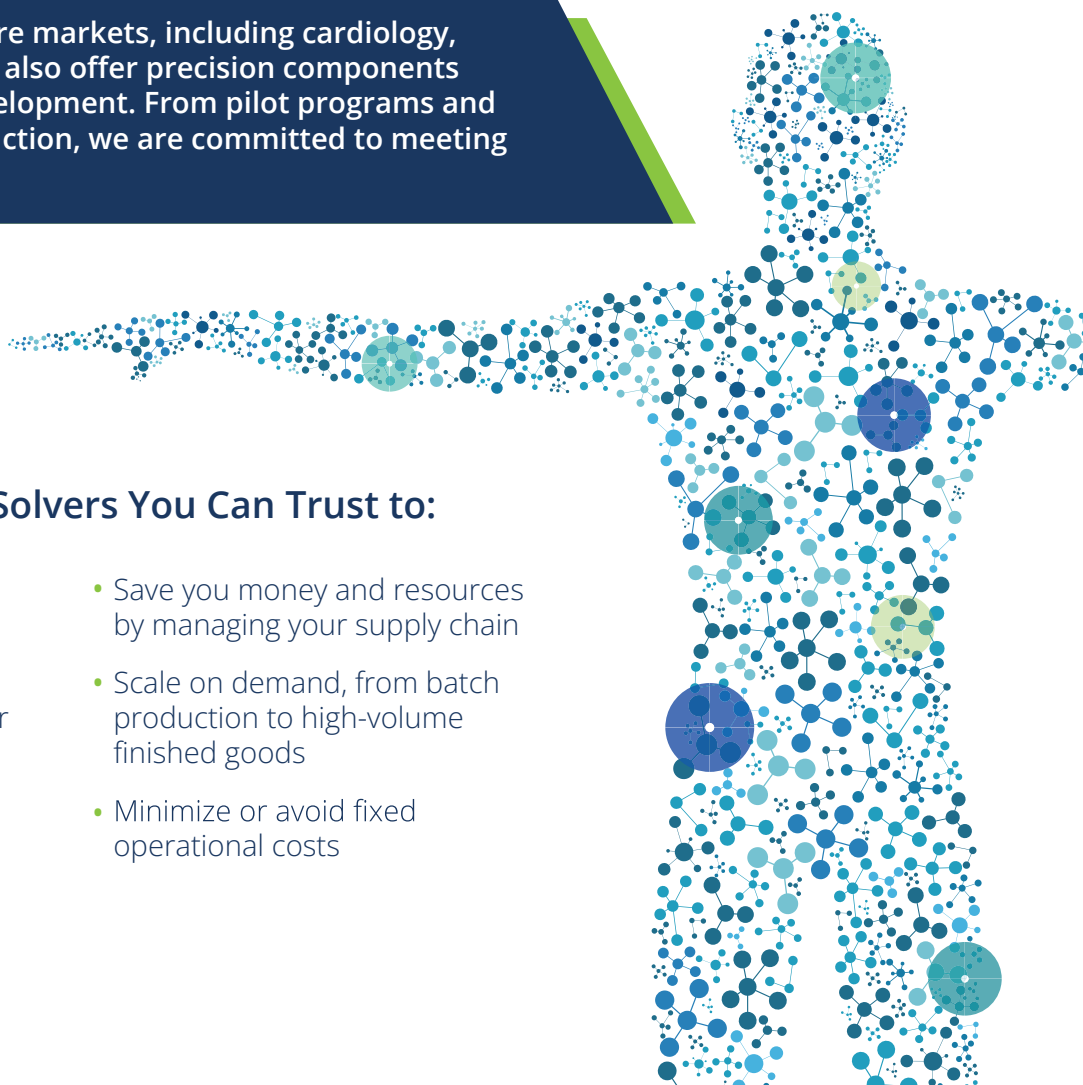 re markets, including cardiology,
also offer precision components
elopment. From pilot programs and
ction, we are committed to meeting
Solvers You Can Trust to:
• Save you money and resources
by managing your supply chain
• Scale on demand, from batch
production to high-volume
finished goods
r
• Minimize or avoid fixed
operational costs